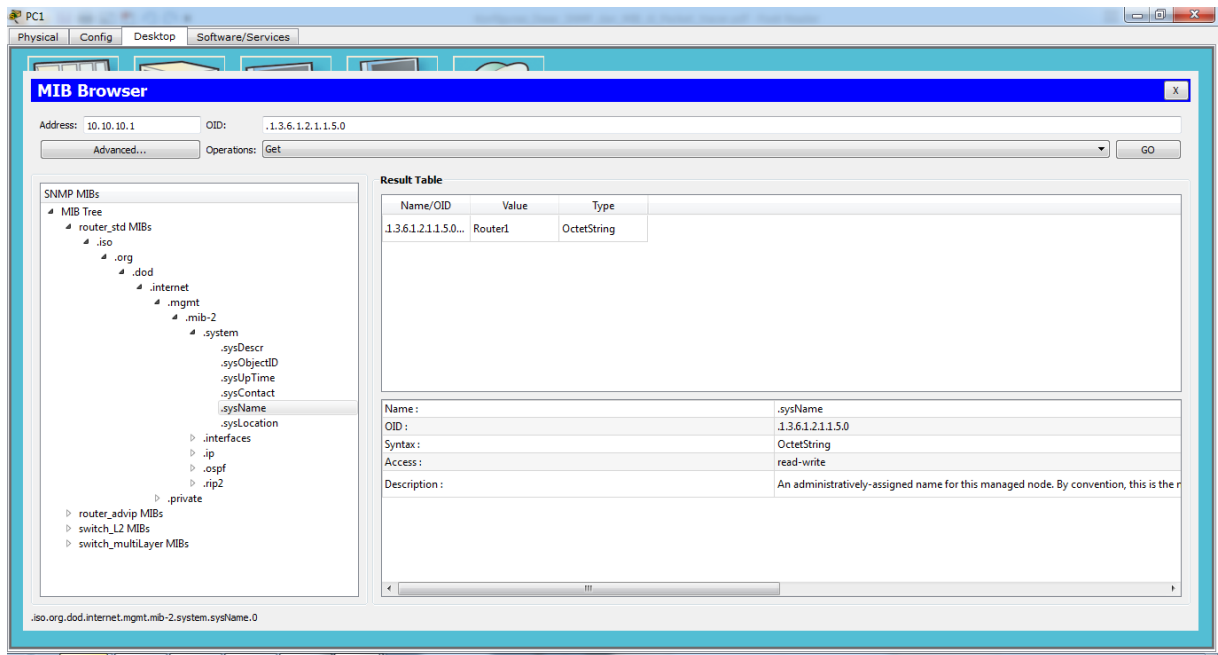 PC1
Physical Config Desktop Software/Services
MIB Browser
X
Address: 10.10.10.1 OID: .1.3.6.1.2.1.1.5.0
Advanced... Operations: Get GO
SNMP MIBs
MIB Tree
router_std MIBs
.iso
.org
.dod
.internet
.mgmt
.mib-2
.system
.sysDescr
.sysObjectID
.sysUpTime
.sysContact
.sysName
.sysLocation
.interfaces
.ip
.ospf
.rip2
.private
router_advip MIBs
switch_L2 MIBs
switch_multiLayer MIBs
Result Table
Name/OID Value Type
.1.3.6.1.2.1.1.5.0... Router1 OctetString
Name : .sysName
OID : .1.3.6.1.2.1.1.5.0
Syntax : OctetString
Access : read-write
Description : An administratively-assigned name for this managed node. By convention, this is the
.iso.org.dod.internet.mgmt.mib-2.system.sysName.0